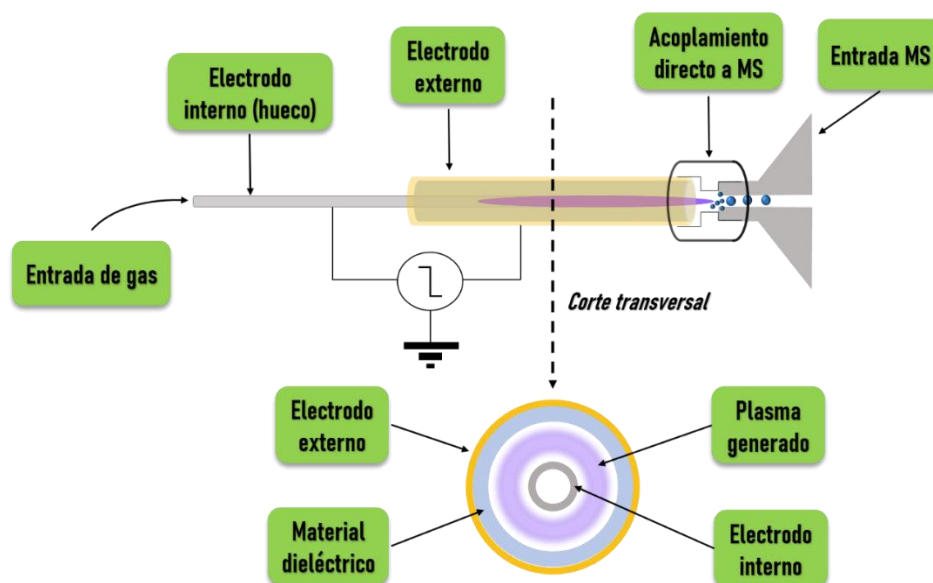 Electrodo
interno (hueco)
Electrodo
externo
Acoplamiento
directo a MS
Entrada MS
Entrada de gas
Corte transversal
Electrodo
externo
Plasma
generado
Material
dieléctrico
Electrodo
interno